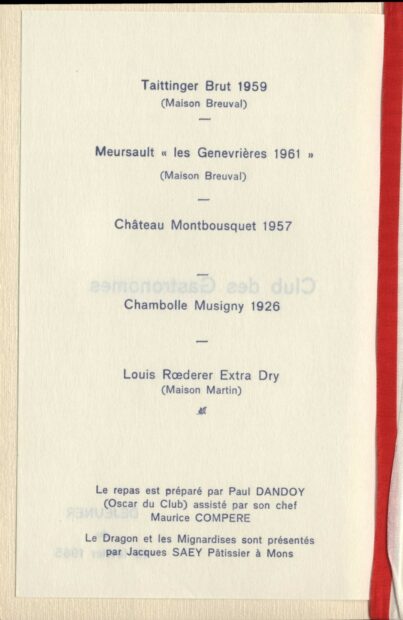 Taittinger Brut 1959
(Maison Breuval)
—
Meursault « les Genevrières 1961 »
(Maison Breuval)
—
Château Montbousquet 1957
—
Chambolle Musigny 1926
—
Louis Rœderer Extra Dry
(Maison Martin)
Le repas est préparé par Paul DANDOY
(Oscar du Club) assisté par son chef
Maurice COMPERE
Le Dragon et les Mignardises sont présentés
par Jacques SAEY Pâtissier à Mons
Club des Gastronomes
DEJEUNER
1965